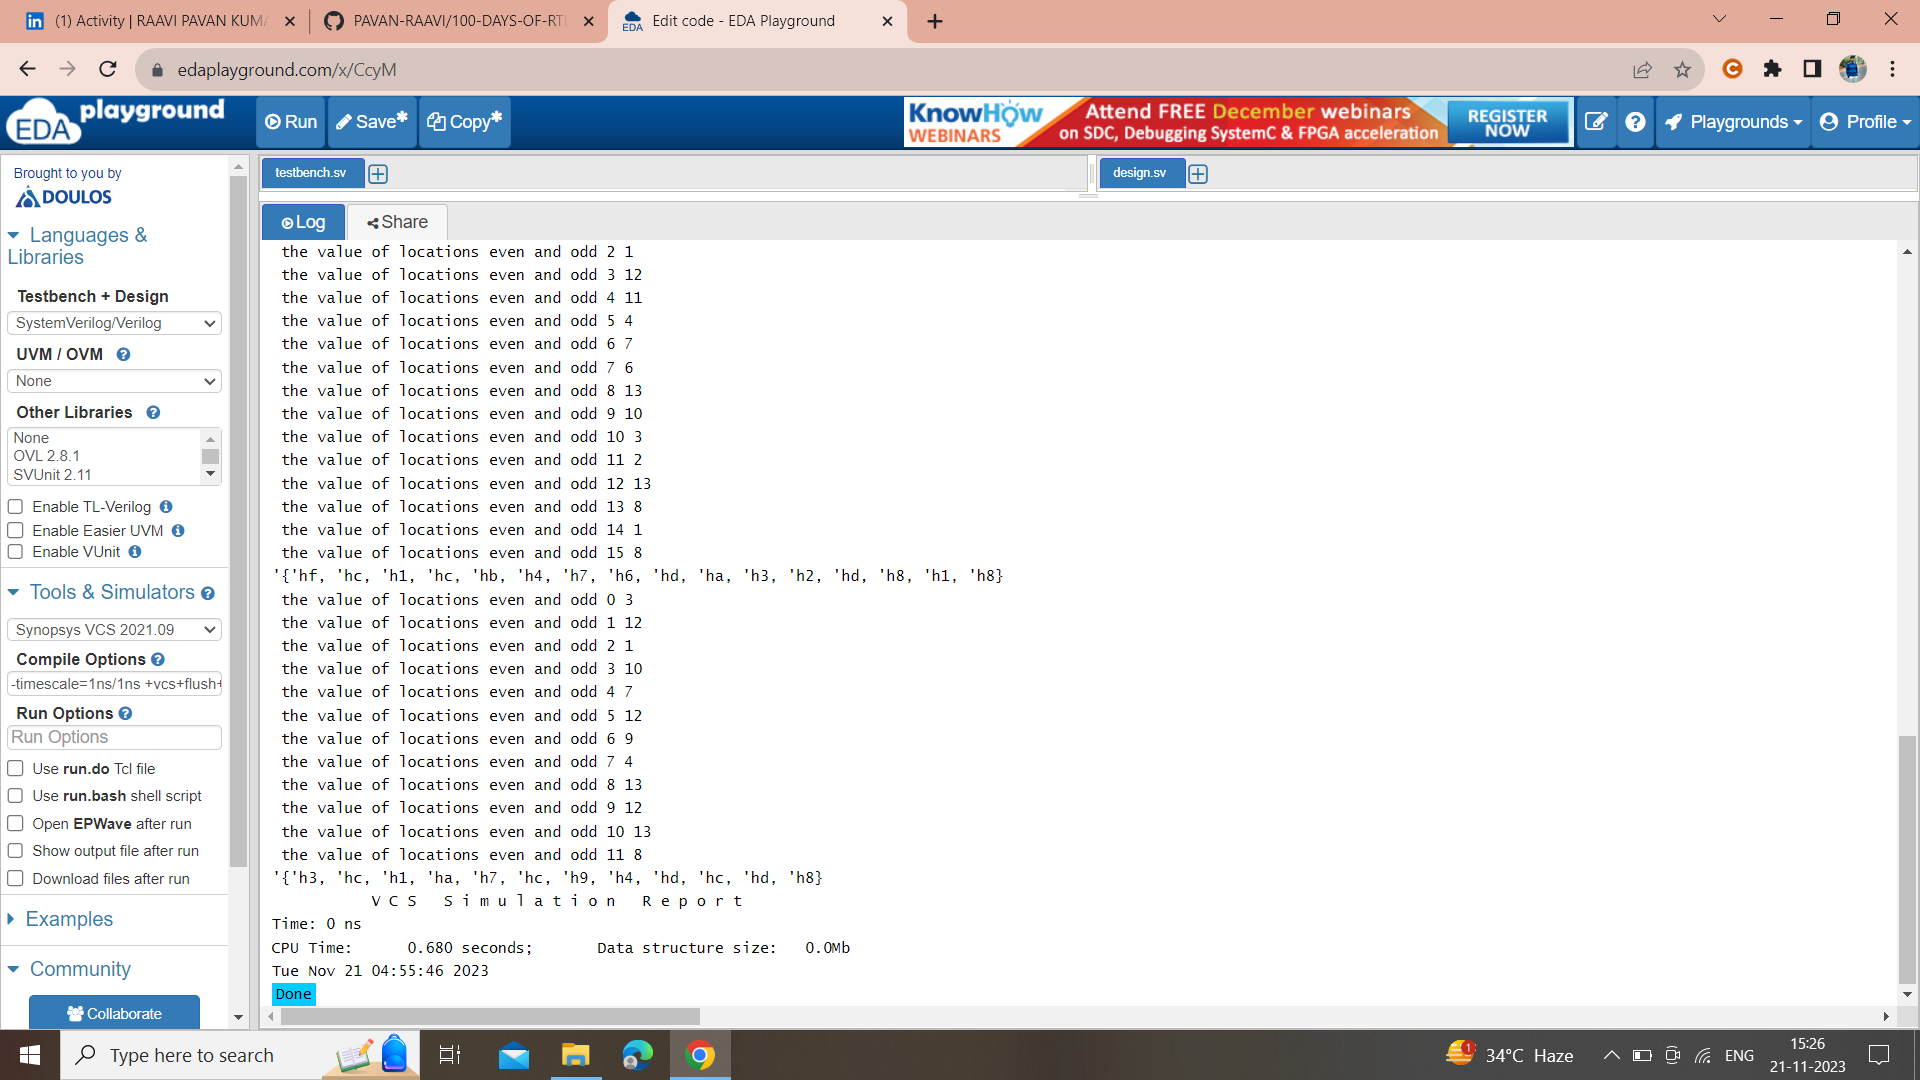 (1) Activity | RAAVI PAVAN KUMA
PAVAN-RAAVI/100-DAYS-OF-RTL
Edit code - EDA Playground
edaplayground.com/x/CcyM
EDA playground
Run
Save*
Copy*
KnowHow WEBINARS
Attend FREE December webinars
on SDC, Debugging SystemC & FPGA acceleration
REGISTER NOW
Playgrounds
Profile
Brought to you by
DOULOS
Languages &
Libraries
Testbench + Design
SystemVerilog/Verilog
UVM / OVM
None
Other Libraries
None
OVL 2.8.1
SVUnit 2.11
Enable TL-Verilog
Enable Easier UVM
Enable VUnit
Tools & Simulators
Synopsys VCS 2021.09
Compile Options
-timescale=1ns/1ns +vcs+flush+
Run Options
Run Options
Use run.do Tcl file
Use run.bash shell script
Open EPWave after run
Show output file after run
Download files after run
Examples
Community
Collaborate
testbench.sv
design.sv
Log
Share
the value of locations even and odd 2 1
the value of locations even and odd 3 12
the value of locations even and odd 4 11
the value of locations even and odd 5 4
the value of locations even and odd 6 7
the value of locations even and odd 7 6
the value of locations even and odd 8 13
the value of locations even and odd 9 10
the value of locations even and odd 10 3
the value of locations even and odd 11 2
the value of locations even and odd 12 13
the value of locations even and odd 13 8
the value of locations even and odd 14 1
the value of locations even and odd 15 8
'{'hf, 'hc, 'h1, 'hc, 'hb, 'h4, 'h7, 'h6, 'hd, 'ha, 'h3, 'h2, 'hd, 'h8, 'h1, 'h8}
the value of locations even and odd 0 3
the value of locations even and odd 1 12
the value of locations even and odd 2 1
the value of locations even and odd 3 10
the value of locations even and odd 4 7
the value of locations even and odd 5 12
the value of locations even and odd 6 9
the value of locations even and odd 7 4
the value of locations even and odd 8 13
the value of locations even and odd 9 12
the value of locations even and odd 10 13
the value of locations even and odd 11 8
'{'h3, 'hc, 'h1, 'ha, 'h7, 'hc, 'h9, 'h4, 'hd, 'hc, 'hd, 'h8}
V C S   S i m u l a t i o n   R e p o r t
Time: 0 ns
CPU Time:      0.680 seconds;       Data structure size:   0.0Mb
Tue Nov 21 04:55:46 2023
Done
Type here to search
1
34°C Haze
ENG
15:26
21-11-2023